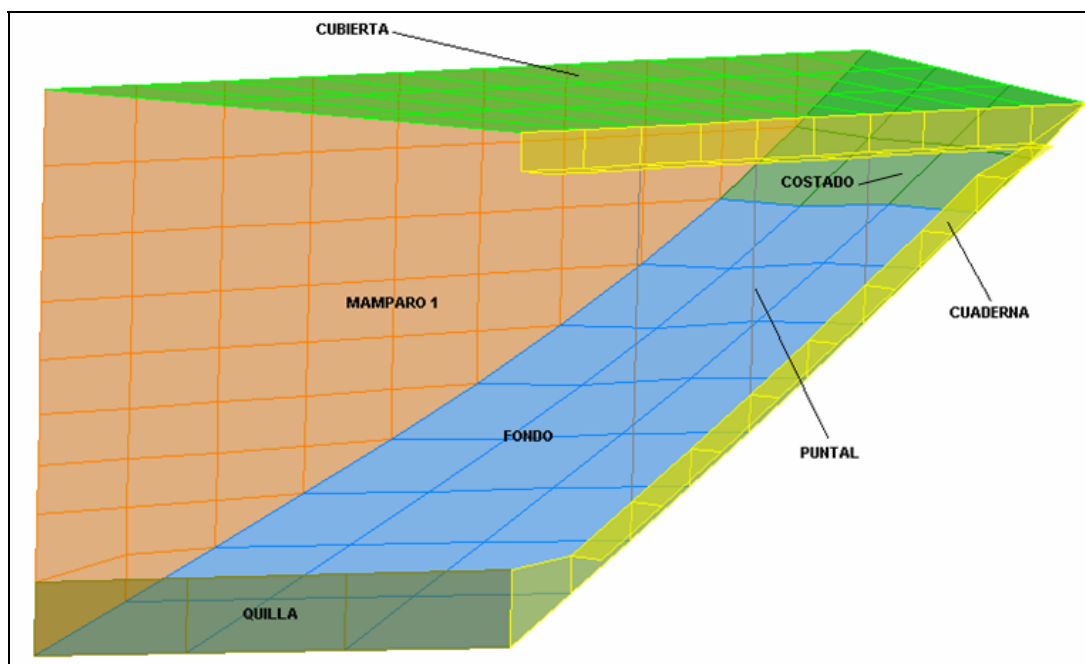 CUBIERTA
COSTADO
MAMPARO 1
CUADERNA
FONDO
PUNTAL
QUILLA